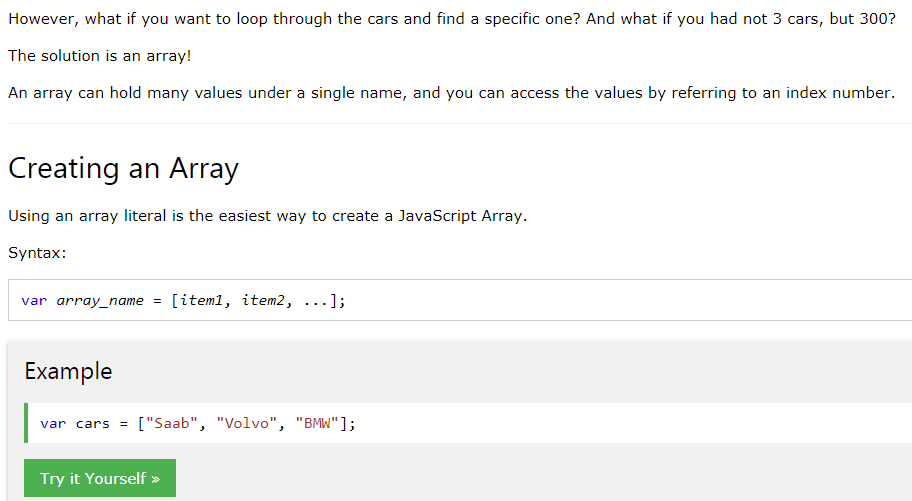 However, what if you want to loop through the cars and find a specific one? And what if you had not 3 cars, but 300?
The solution is an array!
An array can hold many values under a single name, and you can access the values by referring to an index number.
Creating an Array
Using an array literal is the easiest way to create a JavaScript Array.
Syntax:
var array_name = [item1, item2, ...];
Example
var cars = ["Saab", "Volvo", "BMW"];
Try it Yourself »